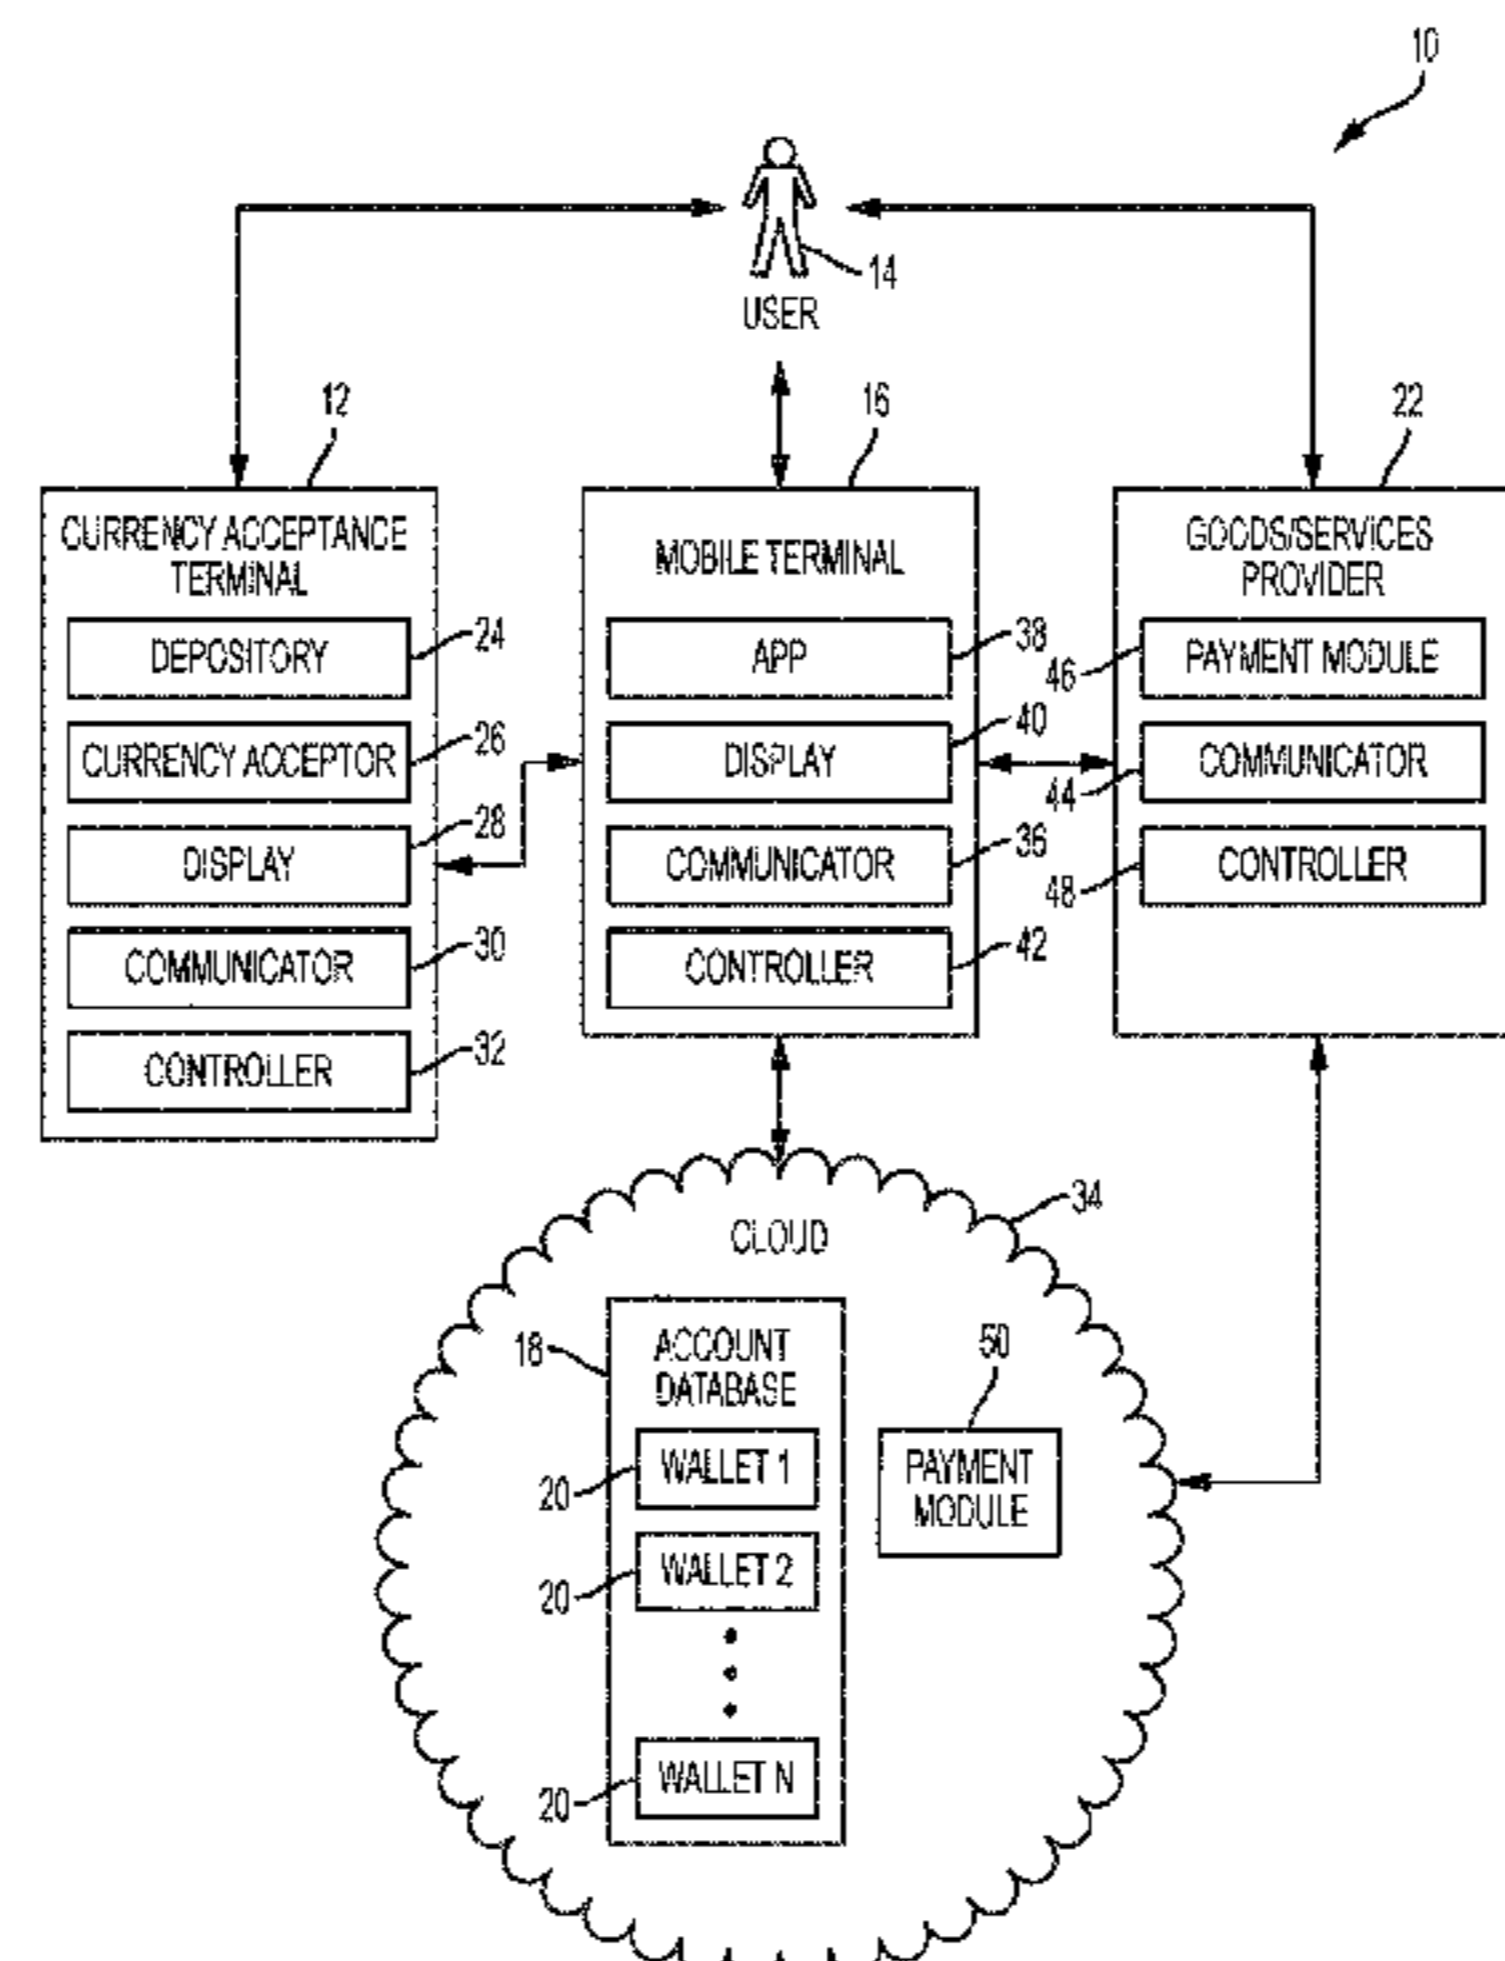 10
14
USER
12
16
22
CURRENCY ACCEPTANCE
TERMINAL
DEPOSITORY
24
CURRENCY ACCEPTOR
26
DISPLAY
28
COMMUNICATOR
30
CONTROLLER
32
MOBILE TERMINAL
APP
38
DISPLAY
40
COMMUNICATOR
36
CONTROLLER
42
GOODS/SERVICES
PROVIDER
46
PAYMENT MODULE
44
COMMUNICATOR
48
CONTROLLER
34
CLOUD
18
ACCOUNT
DATABASE
20
WALLET 1
20
WALLET 2
20
WALLET N
50
PAYMENT
MODULE